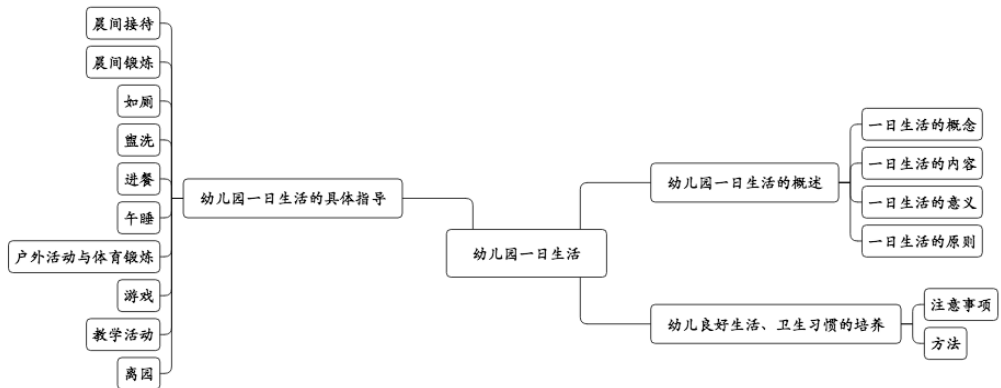 晨间接待
晨间锻炼
如厕
盥洗
进餐
午睡
户外活动与体育锻炼
游戏
教学活动
离园
幼儿园一日生活的具体指导
幼儿园一日生活
幼儿园一日生活的概述
一日生活的概念
一日生活的内容
一日生活的意义
一日生活的原则
幼儿良好生活、卫生习惯的培养
注意事项
方法